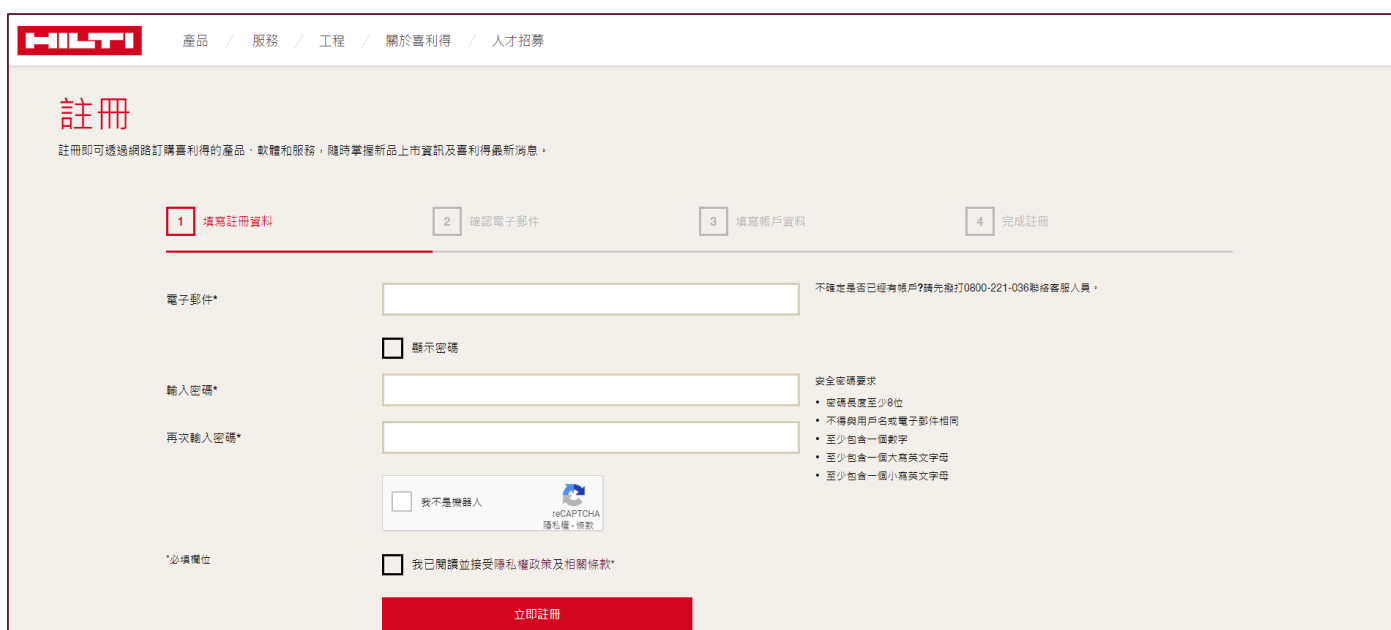 HILTI 產品 / 服務 / 工程 / 關於喜利得 / 人才招募
註冊
註冊即可透過網路訂購喜利得的產品、軟體和服務，隨時掌握新品上市資訊及喜利得最新消息。
1 填寫註冊資料 2 確認電子郵件 3 填寫帳戶資料 4 完成註冊
電子郵件*
不確定是否已經有帳戶?請先撥打0800-221-036聯絡客服人員。
顯示密碼
輸入密碼*
再次輸入密碼*
安全密碼要求
• 密碼長度至少8位
• 不得與用戶名或電子郵件相同
• 至少包含一個數字
• 至少包含一個大寫英文字母
• 至少包含一個小寫英文字母
我不是機器人
reCAPTCHA
隱私權 - 條款
*必填欄位
我已閱讀並接受隱私權政策及相關條款*
立即註冊